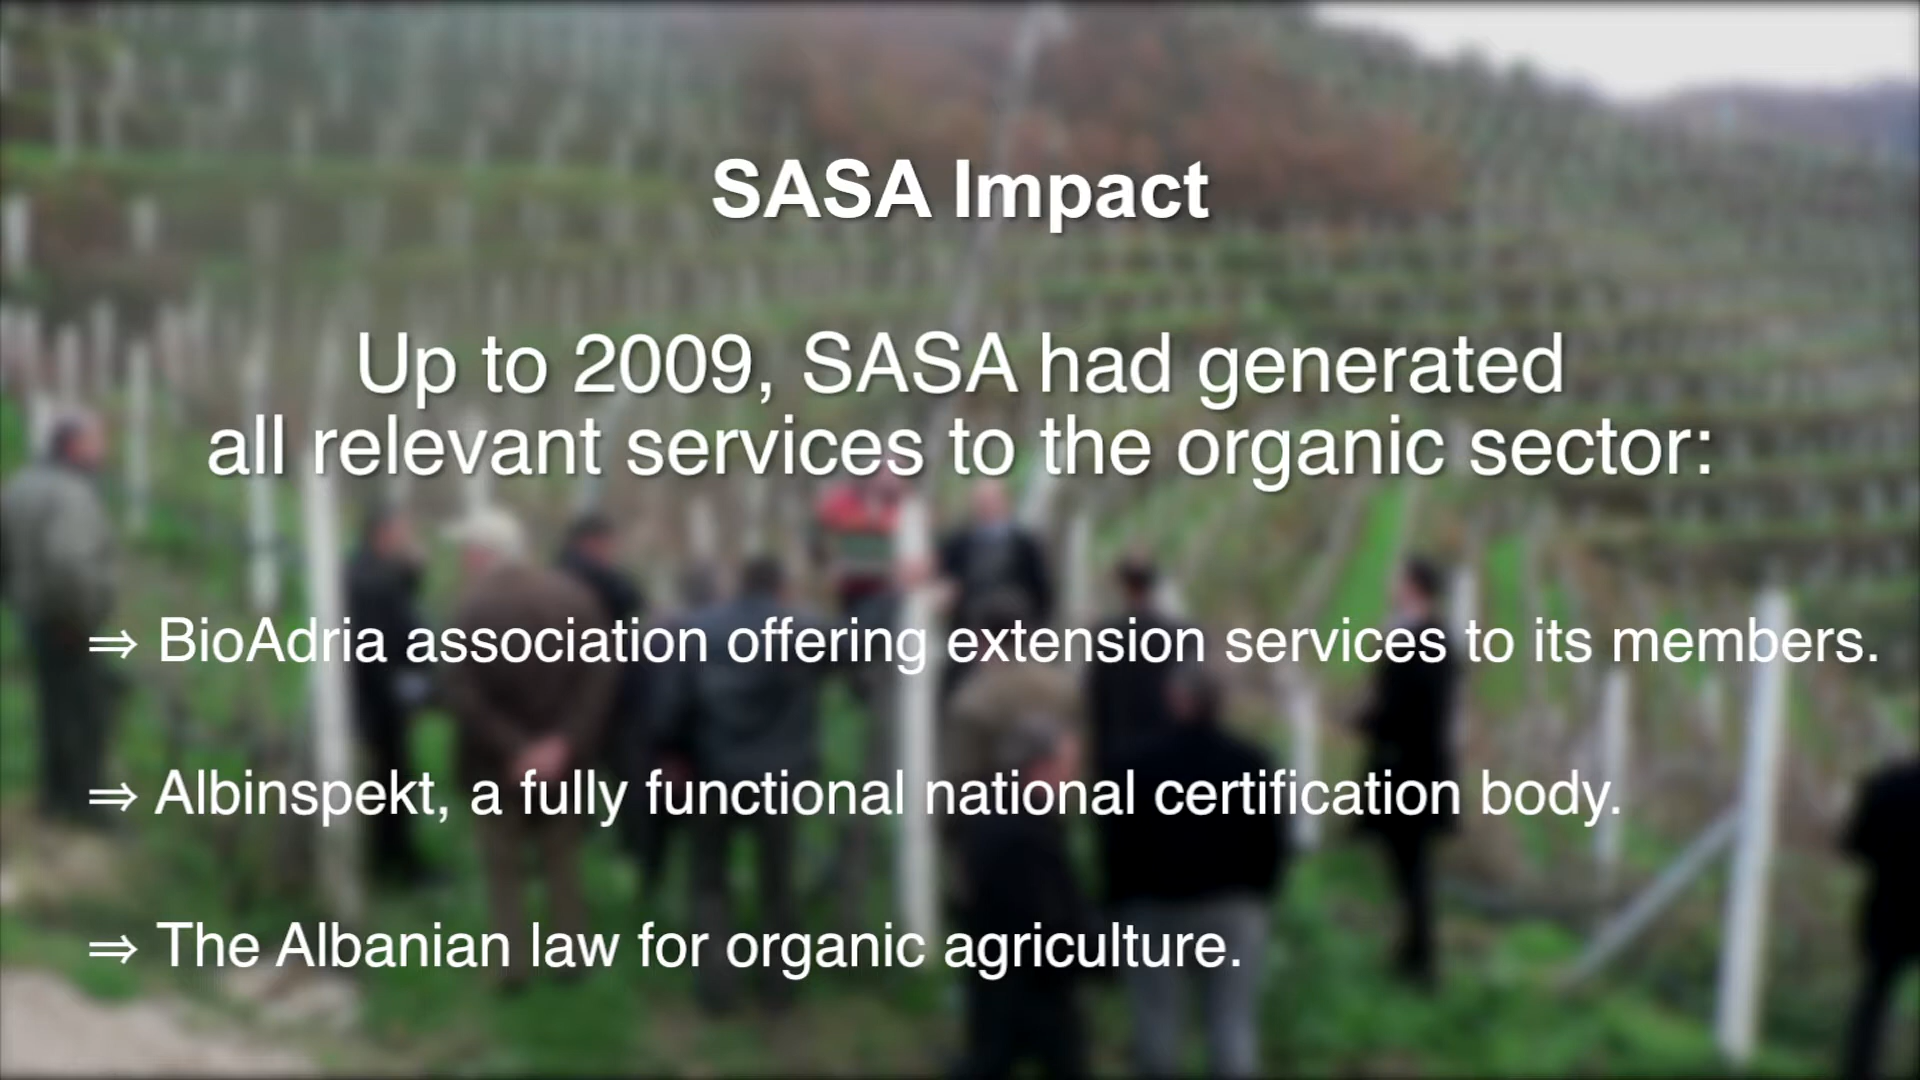 SASA Impact
Up to 2009, SASA had generated
all relevant services to the organic sector:
⇒ BioAdria association offering extension services to its members.
⇒ Albinspekt, a fully functional national certification body.
⇒ The Albanian law for organic agriculture.